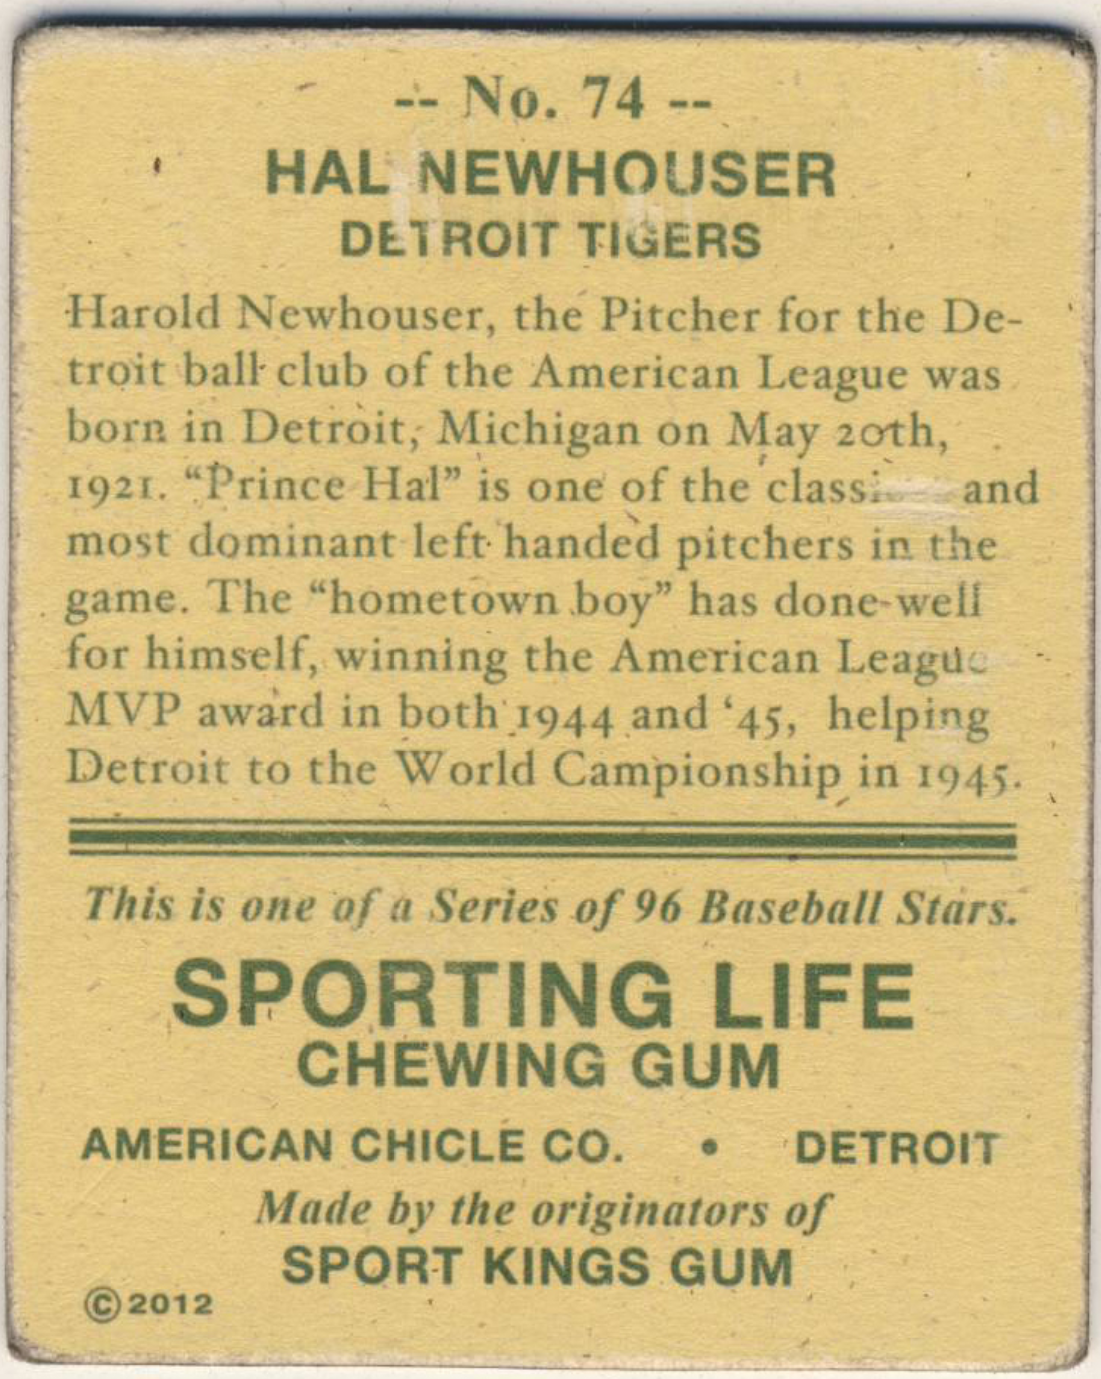 -- No. 74 --
HAL NEWHOUSER
DETROIT TIGERS
Harold Newhouser, the Pitcher for the De-
troit ball club of the American League was
born in Detroit, Michigan on May 20th,
1921. “Prince Hal” is one of the and
most dominant left handed pitchers in the
game. The “hometown boy” has done well
for himself, winning the American League
MVP award in both 1944 and ‘45, helping
Detroit to the World Campionship in 1945.
This is one of a Series of 96 Baseball Stars.
SPORTING LIFE
CHEWING GUM
AMERICAN CHICLE CO. • DETROIT
Made by the originators of
SPORT KINGS GUM
©2012